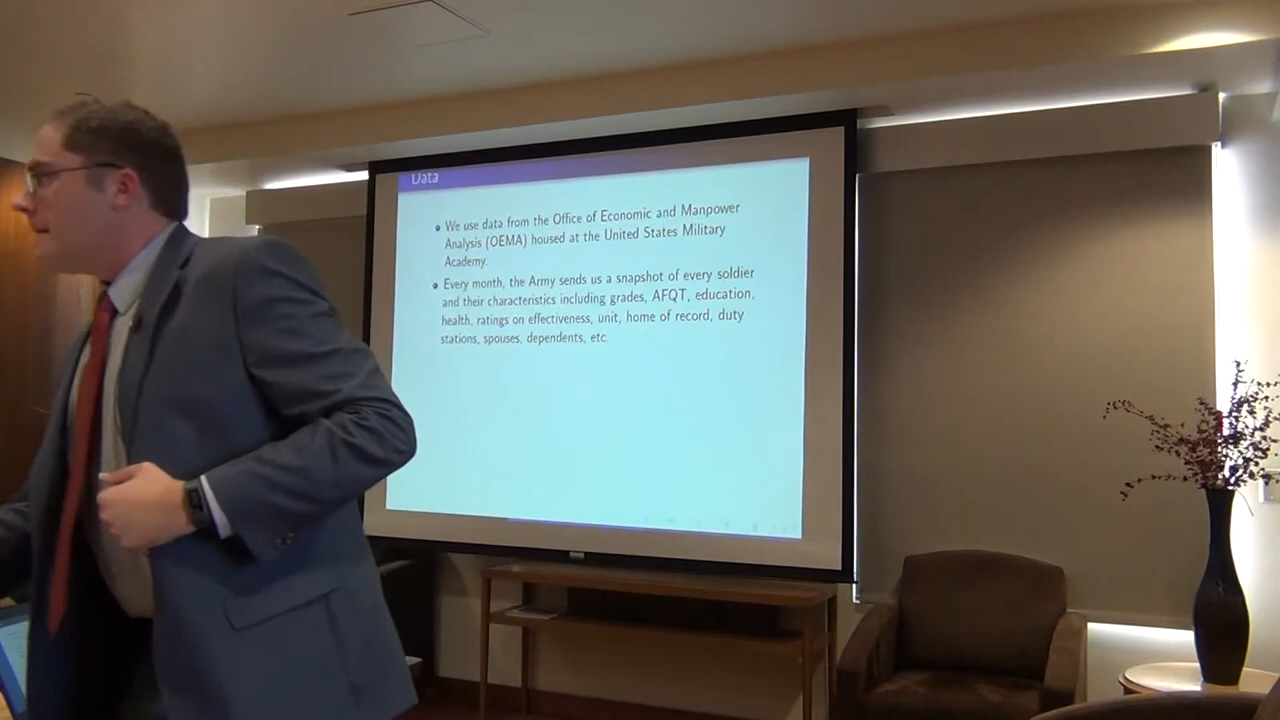 Data
We use data from the Office of Economic and Manpower
Analysis (OEMA) housed at the United States Military
Academy.
Every month, the Army sends us a snapshot of every soldier
and their characteristics including grades, AFQT, education,
health, ratings on effectiveness, unit, home of record, duty
stations, spouses, dependents, etc.